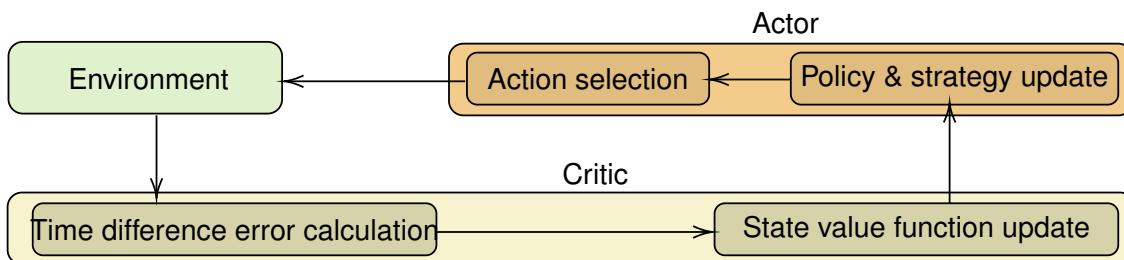 Actor
Environment
Action selection
Policy & strategy update
Critic
Time difference error calculation
State value function update